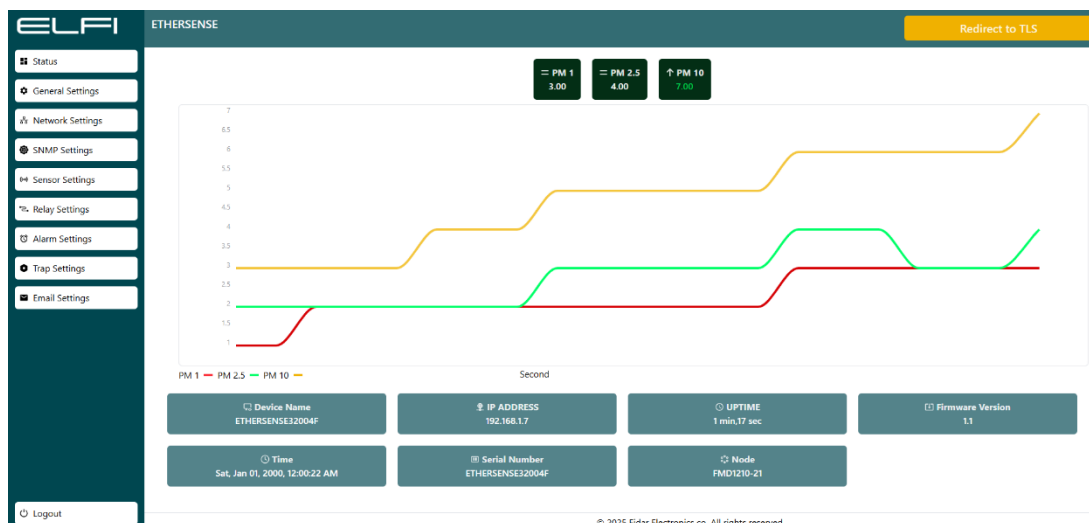 ELFI
ETHERSENSE
Redirect to TLS
Status
General Settings
Network Settings
SNMP Settings
Sensor Settings
Relay Settings
Alarm Settings
Trap Settings
Email Settings
Logout
= PM 1
3.00
= PM 2.5
4.00
↑ PM 10
7.00
7
6.5
6
5.5
5
4.5
4
3.5
3
2.5
2
1.5
1
PM 1 PM 2.5 PM 10
Second
Device Name
ETHERSENSE32004F
IP ADDRESS
192.168.1.7
UPTIME
1 min,17 sec
Firmware Version
1.1
Time
Sat, Jan 01, 2000, 12:00:22 AM
Serial Number
ETHERSENSE32004F
Node
FMD1210-21
© 2025 Fidar Electronics co. All rights reserved